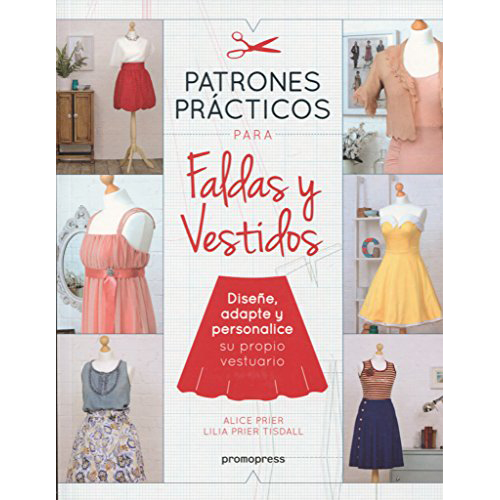 PATRONES
PRÁCTICOS
PARA
Faldas y
Vestidos
Diseñe,
adapte y
personalice
su propio
vestuario
ALICE PRIER
LILIA PRIER TISDALL
promopress